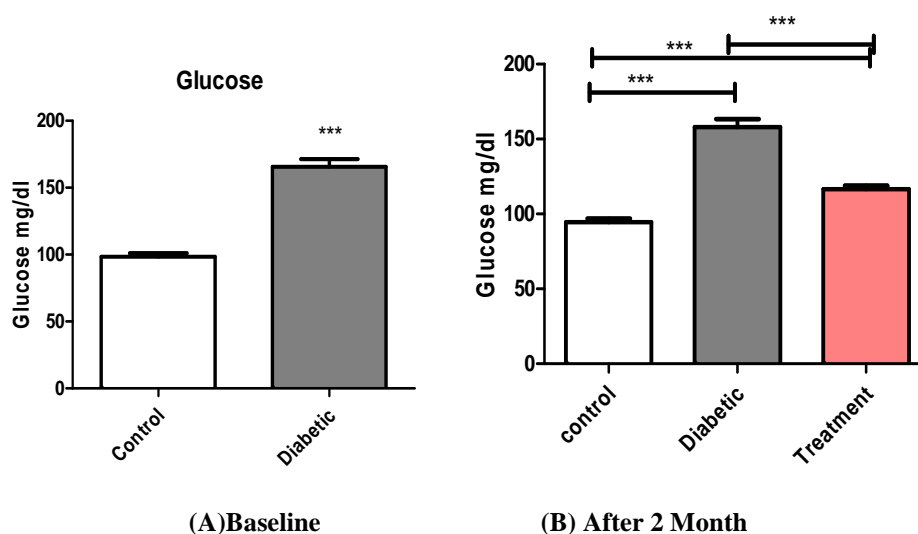 Glucose
Glucose mg/dl
200
150
100
50
0
***
Control
Diabetic
(A)Baseline
Glucose mg/dl
200
150
100
50
0
***
***
***
control
Diabetic
Treatment
(B) After 2 Month